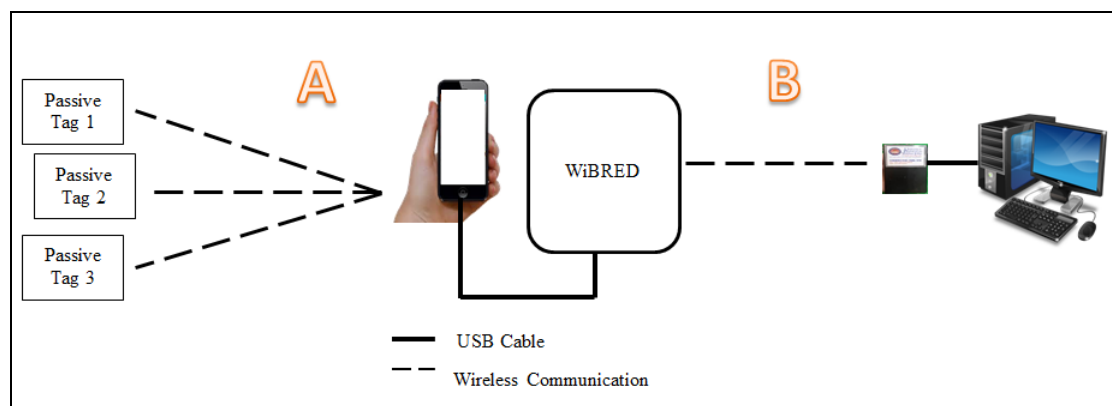 A
B
Passive
Tag 1
Passive
Tag 2
Passive
Tag 3
WiBRED
USB Cable
Wireless Communication